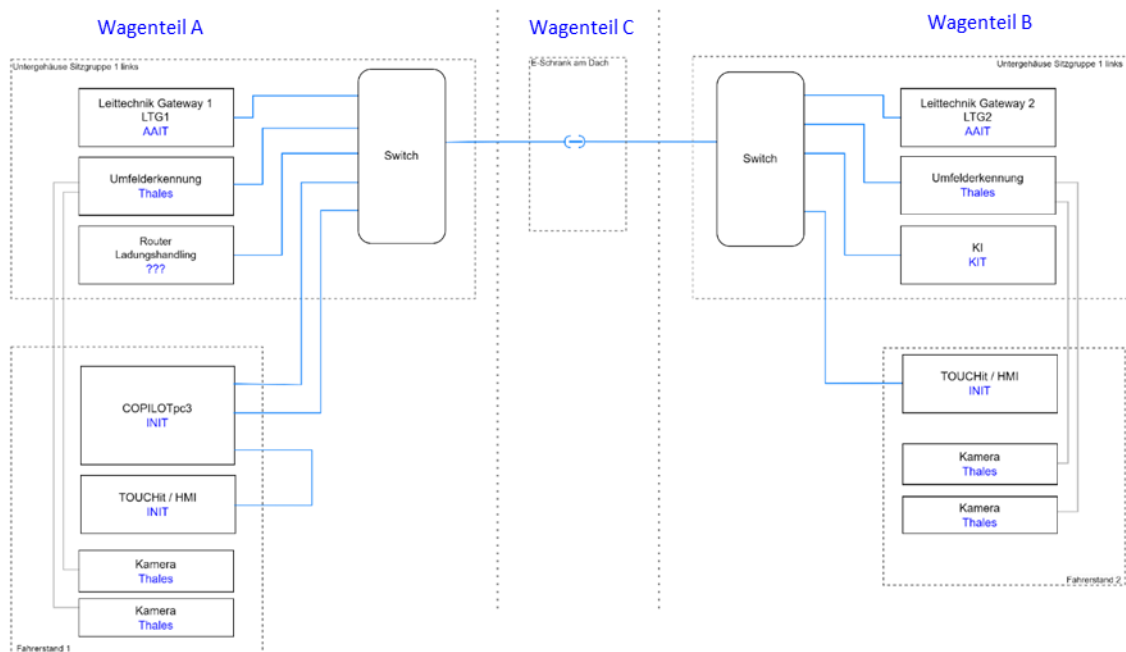 Wagenteil A
Wagenteil C
Wagenteil B
Untergehäuse Sitzgruppe 1 links
E-Schrank am Dach
Untergehäuse Sitzgruppe 1 links
Leittechnik Gateway 1
LTG1
AAIT
Umfelderkennung
Thales
Router
Ladungshandling
???
Switch
Switch
Leittechnik Gateway 2
LTG2
AAIT
Umfelderkennung
Thales
KI
KIT
COPILOTpc3
INIT
TOUCHit / HMI
INIT
Kamera
Thales
Kamera
Thales
Fahrerstand 1
TOUCHit / HMI
INIT
Kamera
Thales
Kamera
Thales
Fahrerstand 2